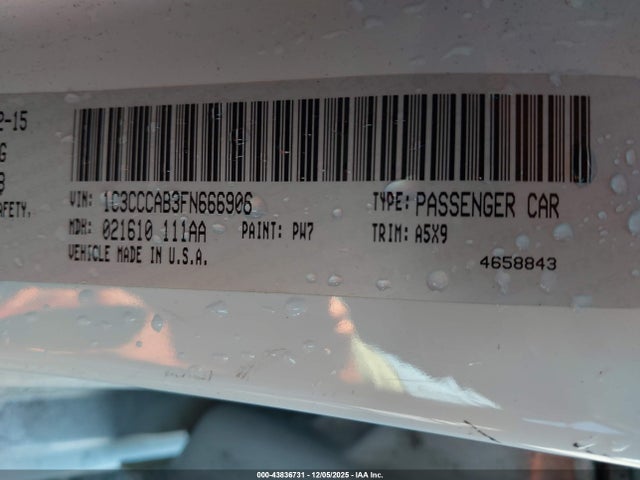 2-15
G
AFETY.
VIN: 1C3CCCAB3FN666906
TYPE: PASSENGER CAR
MDH: 021610 111AA
PAINT: PW7
TRIM: A5X9
VEHICLE MADE IN U.S.A.
4658843
000-43836731 - 12/05/2025 - IAA Inc.